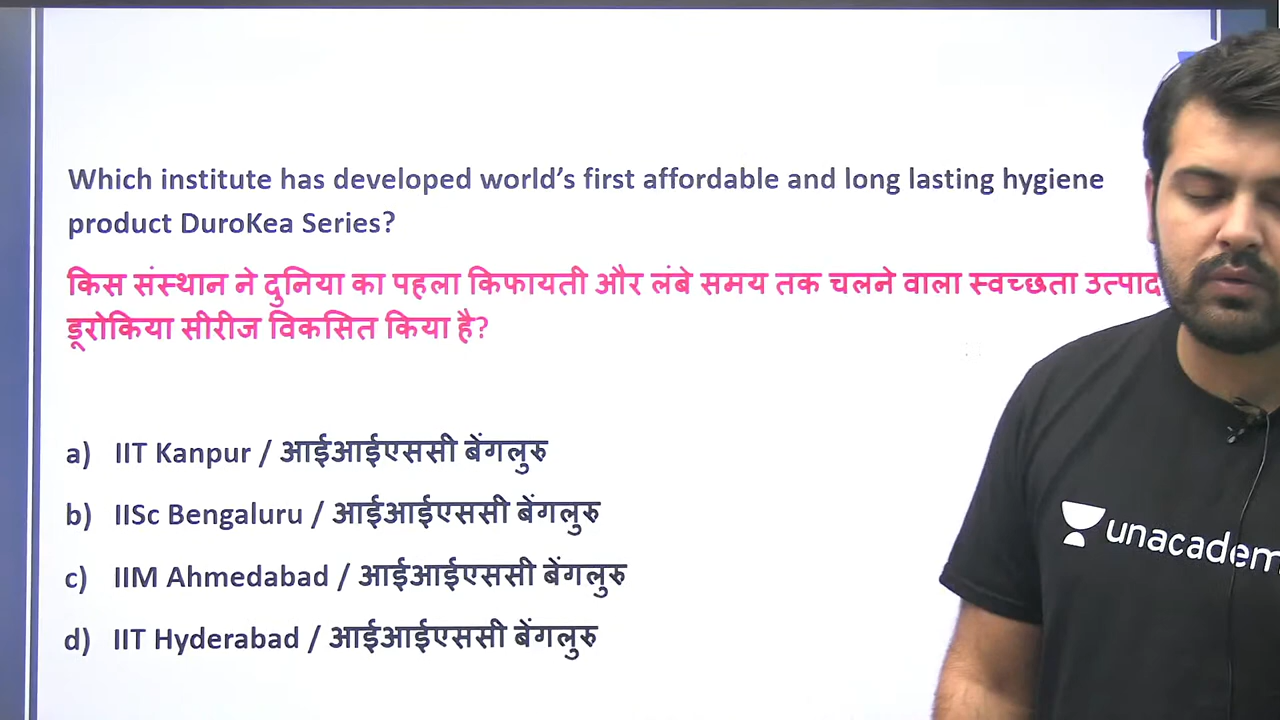 Which institute has developed world's first affordable and long lasting hygiene
product DuroKea Series?
किस संस्थान ने दुनिया का पहला किफायती और लंबे समय तक चलने वाला स्वच्छता उत्पाद
डूरोकिया सीरीज विकसित किया है?
a) IIT Kanpur / आईआईएससी बेंगलुरु
b) IISc Bengaluru / आईआईएससी बेंगलुरु
c) IIM Ahmedabad / आईआईएससी बेंगलुरु
d) IIT Hyderabad / आईआईएससी बेंगलुरु
unacadem